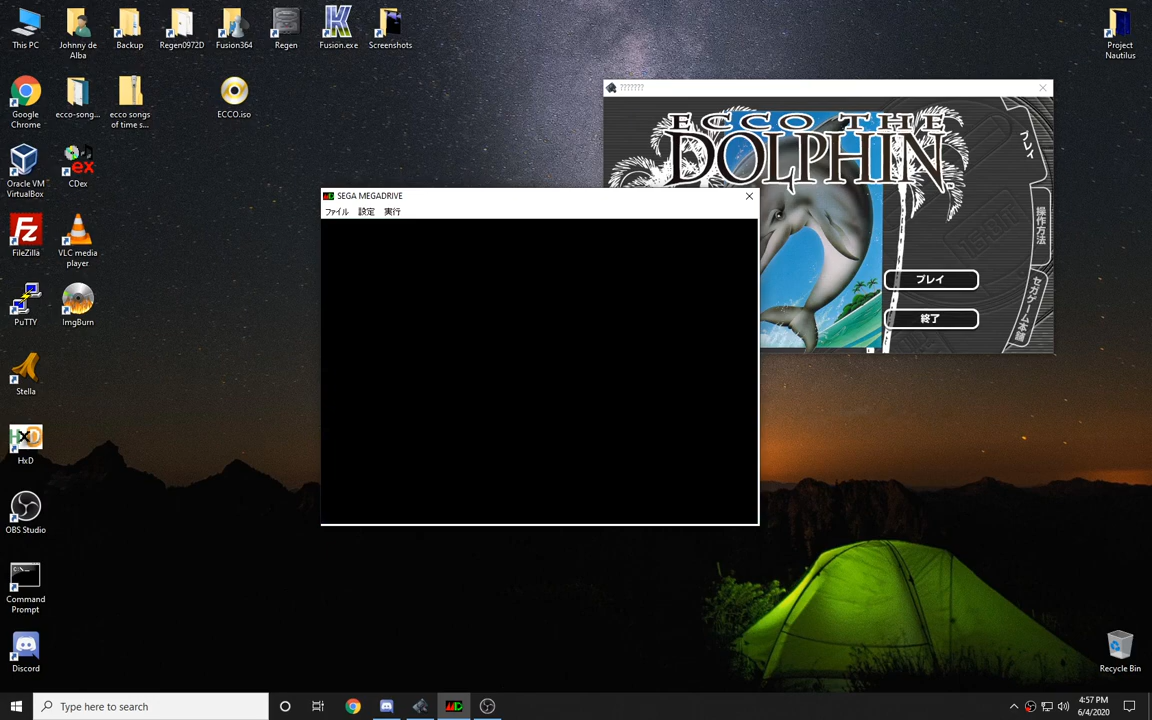 This PC
Johnny de
Alba
Backup
Regen0972D
Fusion364
Regen
Fusion.exe
Screenshots
Project
Nautilus
Google
Chrome
ecco-song...
ecco songs
of time s...
ECCO.iso
Oracle VM
VirtualBox
CDex
FileZilla
VLC media
player
PuTTY
ImgBurn
Stella
HxD
OBS Studio
Command
Prompt
Discord
Recycle Bin
???????
ECCO THE
DOLPHIN
プレイ
操作方法
セガゲーム本舗
プレイ
終了
SEGA MEGADRIVE
ファイル 設定 実行
Type here to search
4:57 PM
6/4/2020